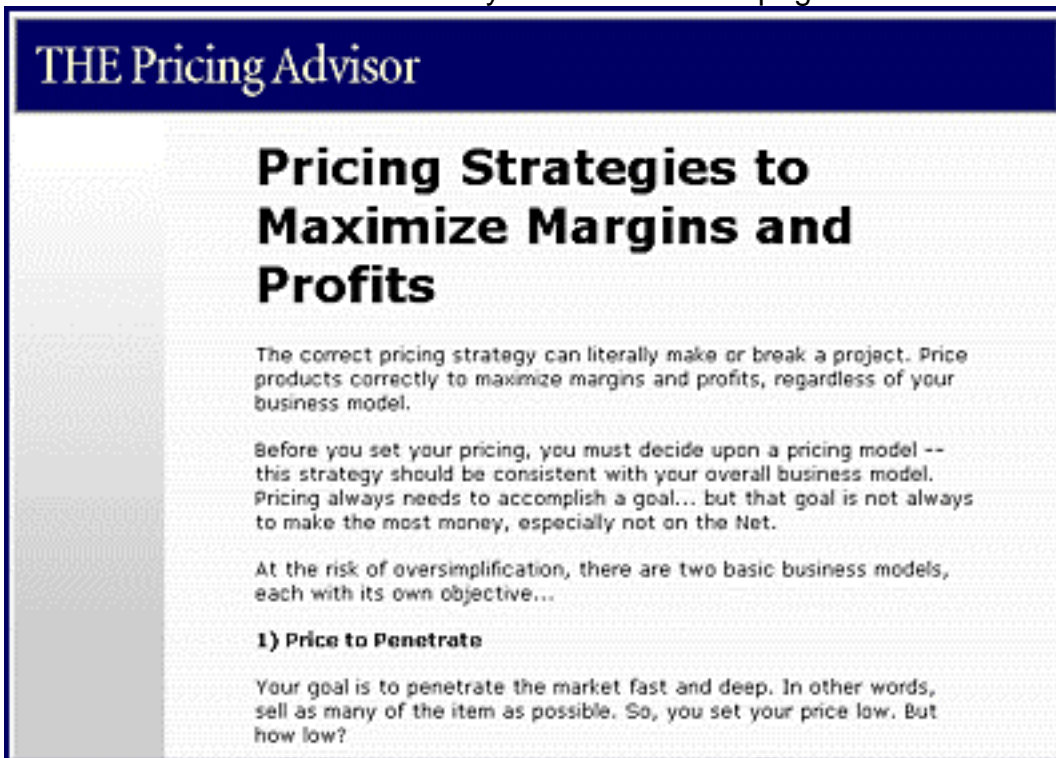 THE Pricing Advisor
Pricing Strategies to
Maximize Margins and
Profits
The correct pricing strategy can literally make or break a project. Price
products correctly to maximize margins and profits, regardless of your
business model.
Before you set your pricing, you must decide upon a pricing model --
this strategy should be consistent with your overall business model.
Pricing always needs to accomplish a goal... but that goal is not always
to make the most money, especially not on the Net.
At the risk of oversimplification, there are two basic business models,
each with its own objective...
1) Price to Penetrate
Your goal is to penetrate the market fast and deep. In other words,
sell as many of the item as possible. So, you set your price low. But
how low?